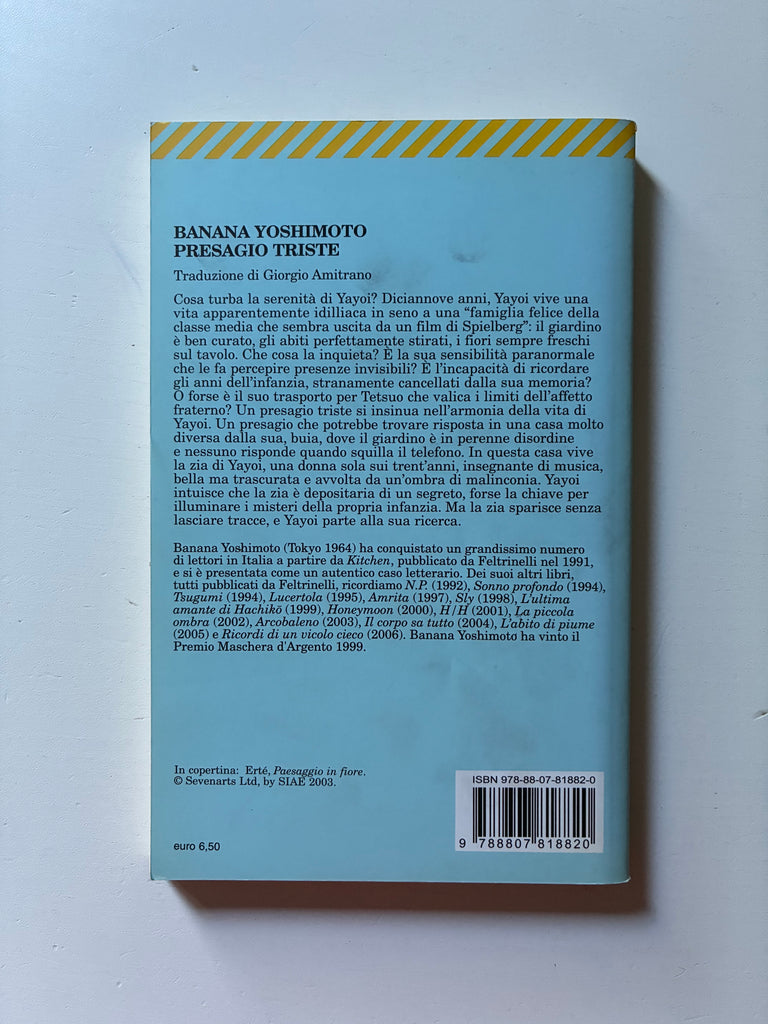 BANANA YOSHIMOTO
PRESAGIO TRISTE
Traduzione di Giorgio Amitrano
Cosa turba la serenità di Yayoi? Diciannove anni, Yayoi vive una
vita apparentemente idilliaca in seno a una “famiglia felice della
classe media che sembra uscita da un film di Spielberg”: il giardino
è ben curato, gli abiti perfettamente stirati, i fiori sempre freschi
sul tavolo. Che cosa la inquieta? È la sua sensibilità paranormale
che le fa percepire presenze invisibili? È l’incapacità di ricordare
gli anni dell’infanzia, stranamente cancellati dalla sua memoria?
O forse è il suo trasporto per Tetsuo che valica i limiti dell’affetto
fraterno? Un presagio triste si insinua nell’armonia della vita di
Yayoi. Un presagio che potrebbe trovare risposta in una casa molto
diversa dalla sua, buia, dove il giardino è in perenne disordine
e nessuno risponde quando squilla il telefono. In questa casa vive
la zia di Yayoi, una donna sola sui trent’anni, insegnante di musica,
bella ma trascurata e avvolta da un’ombra di malinconia. Yayoi
intuisce che la zia è depositaria di un segreto, forse la chiave per
illuminare i misteri della propria infanzia. Ma la zia sparisce senza
lasciare tracce, e Yayoi parte alla sua ricerca.
Banana Yoshimoto (Tokyo 1964) ha conquistato un grandissimo numero
di lettori in Italia a partire da Kitchen, pubblicato da Feltrinelli nel 1991,
e si è presentata come un autentico caso letterario. Dei suoi altri libri,
tutti pubblicati da Feltrinelli, ricordiamo N.P. (1992), Sonno profondo (1994),
Tsugumi (1994), Lucertola (1995), Amrita (1997), Sly (1998), L’ultima
amante di Hachikō (1999), Honeymoon (2000), H/H (2001), La piccola
ombra (2002), Arcobaleno (2003), Il corpo sa tutto (2004), L’abito di piume
(2005) e Ricordi di un vicolo cieco (2006). Banana Yoshimoto ha vinto il
Premio Maschera d'Argento 1999.
In copertina: Erté, Paesaggio in fiore.
© Sevenarts Ltd, by SIAE 2003.
ISBN 978-88-07-81882-0
9 788807 818820
euro 6,50